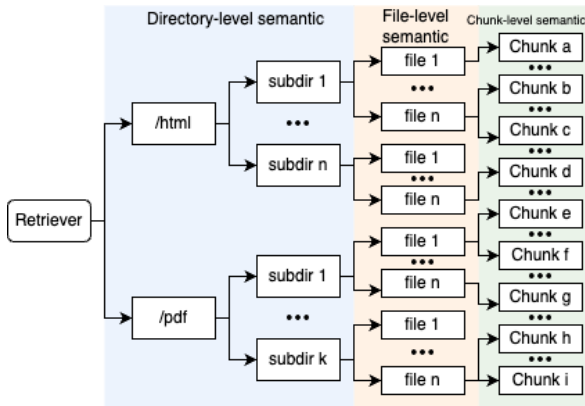 Directory-level semantic
File-level
semantic
Chunk-level semantic
Retriever
/html
/pdf
subdir 1
...
subdir n
subdir 1
...
subdir k
file 1
...
file n
file 1
...
file n
file 1
...
file n
file 1
...
file n
Chunk a
...
Chunk b
...
Chunk c
...
Chunk d
...
Chunk e
...
Chunk f
...
Chunk g
...
Chunk h
...
Chunk i